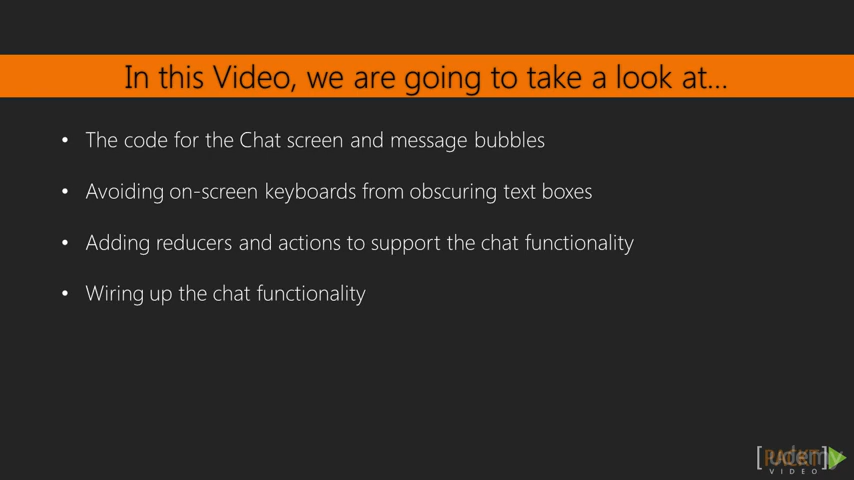 In this Video, we are going to take a look at...
• The code for the Chat screen and message bubbles
• Avoiding on-screen keyboards from obscuring text boxes
• Adding reducers and actions to support the chat functionality
• Wiring up the chat functionality
VIDEO